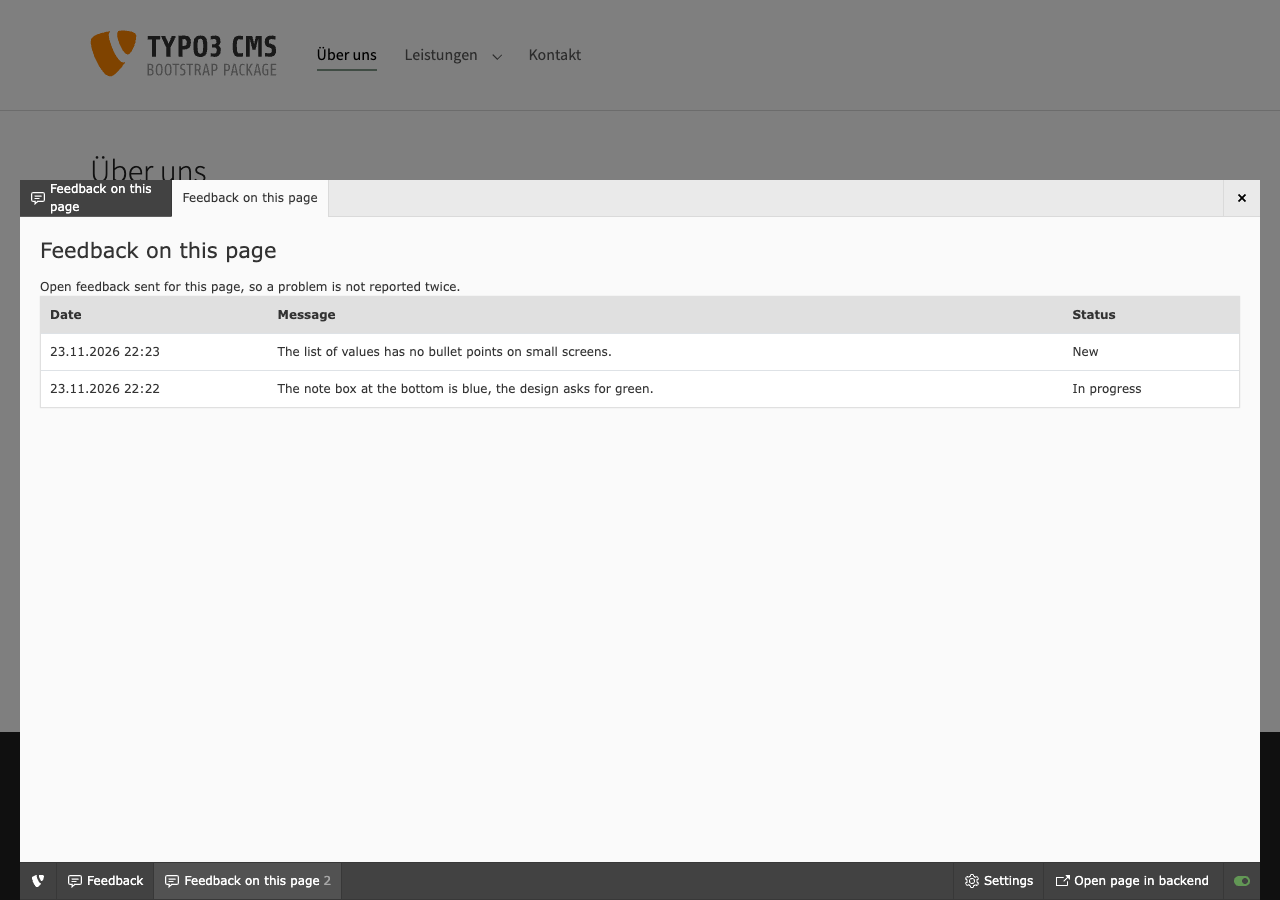 TYPO3 CMS
BOOTSTRAP PACKAGE
Über uns
Leistungen
Kontakt
Über uns
Feedback on this
page
Feedback on this page
Feedback on this page
Open feedback sent for this page, so a problem is not reported twice.
Date Message Status
23.11.2026 22:23 The list of values has no bullet points on small screens. New
23.11.2026 22:22 The note box at the bottom is blue, the design asks for green. In progress
Feedback
Feedback on this page 2
Settings
Open page in backend